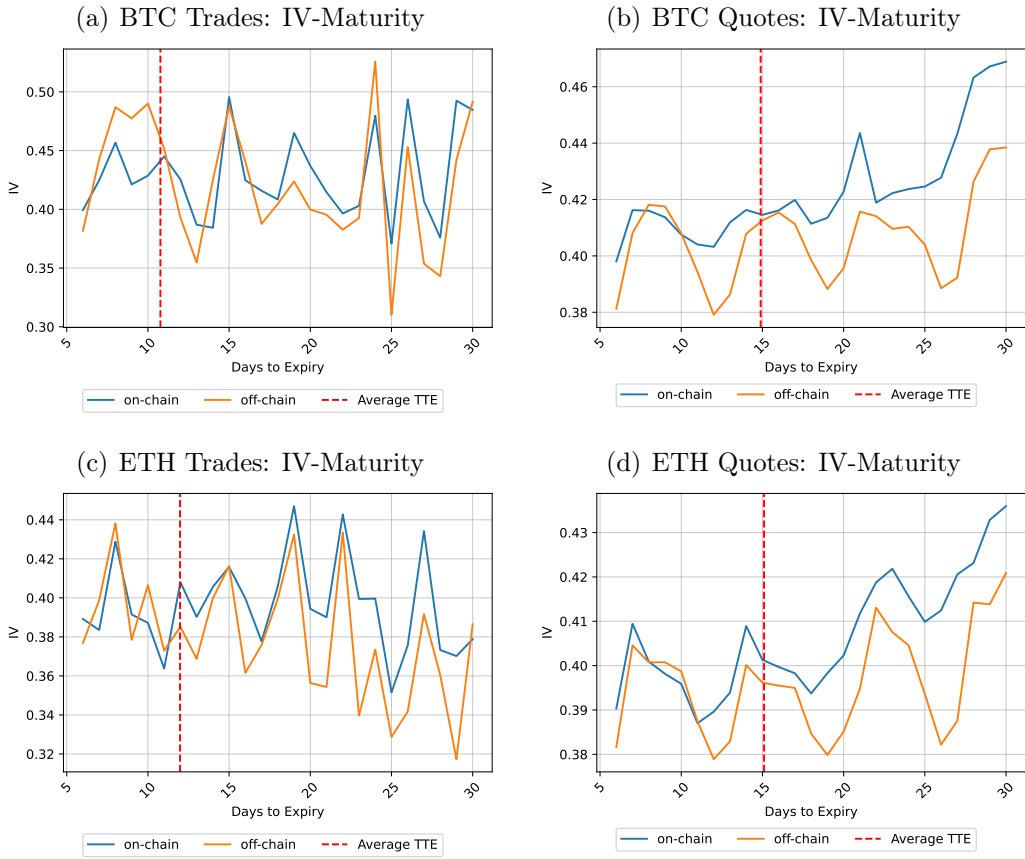 (a) BTC Trades: IV-Maturity
IV
0.50
0.45
0.40
0.35
0.30
5 10 15 20 25 30
Days to Expiry
on-chain off-chain Average TTE
(b) BTC Quotes: IV-Maturity
IV
0.46
0.44
0.42
0.40
0.38
5 10 15 20 25 30
Days to Expiry
on-chain off-chain Average TTE
(c) ETH Trades: IV-Maturity
IV
0.44
0.42
0.40
0.38
0.36
0.34
0.32
5 10 15 20 25 30
Days to Expiry
on-chain off-chain Average TTE
(d) ETH Quotes: IV-Maturity
IV
0.43
0.42
0.41
0.40
0.39
0.38
5 10 15 20 25 30
Days to Expiry
on-chain off-chain Average TTE